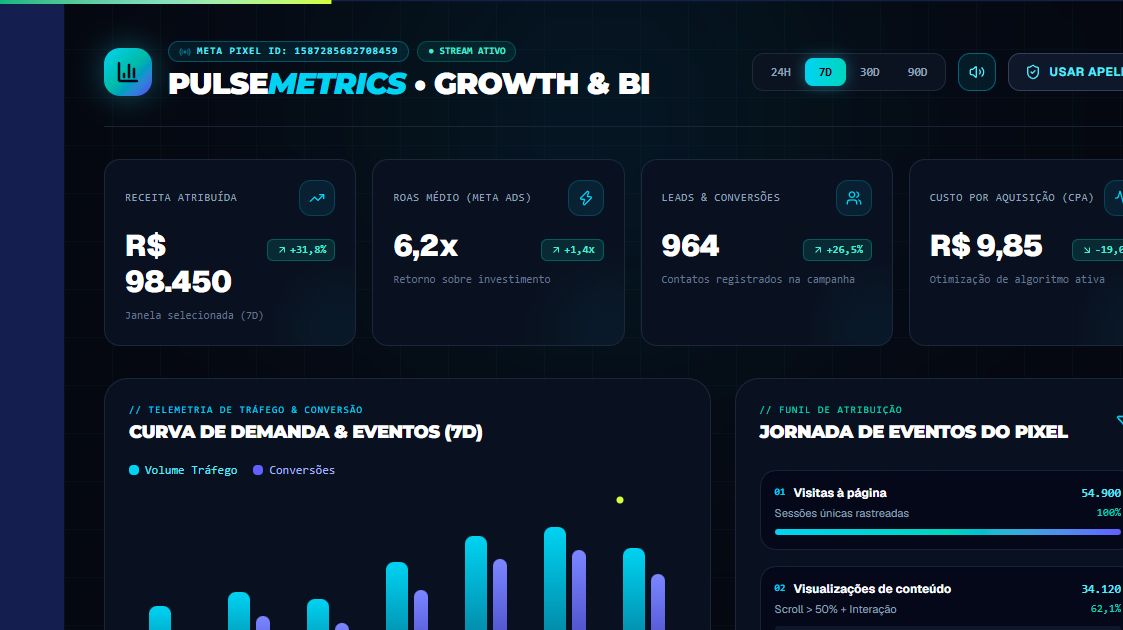 META PIXEL ID: 1587285682708459
STREAM ATIVO
PULSEMETRICS • GROWTH & BI
24H 7D 30D 90D
RECEITA ATRIBUÍDA
R$
98.450
+31,8%
Janela selecionada (7D)
ROAS MÉDIO (META ADS)
6,2x
+1,4X
Retorno sobre investimento
LEADS & CONVERSÕES
964
+26,5%
Contatos registrados na campanha
CUSTO POR AQUISIÇÃO (CPA)
R$ 9,85
Otimização de algoritmo ativa
// TELEMETRIA DE TRÁFEGO & CONVERSÃO
CURVA DE DEMANDA & EVENTOS (7D)
Volume Tráfego
Conversões
// FUNIL DE ATRIBUIÇÃO
JORNADA DE EVENTOS DO PIXEL
01 Visitas à página 54.900
Sessões únicas rastreadas 100%
02 Visualizações de conteúdo 34.120
Scroll > 50% + Interação 62,1%
USAR